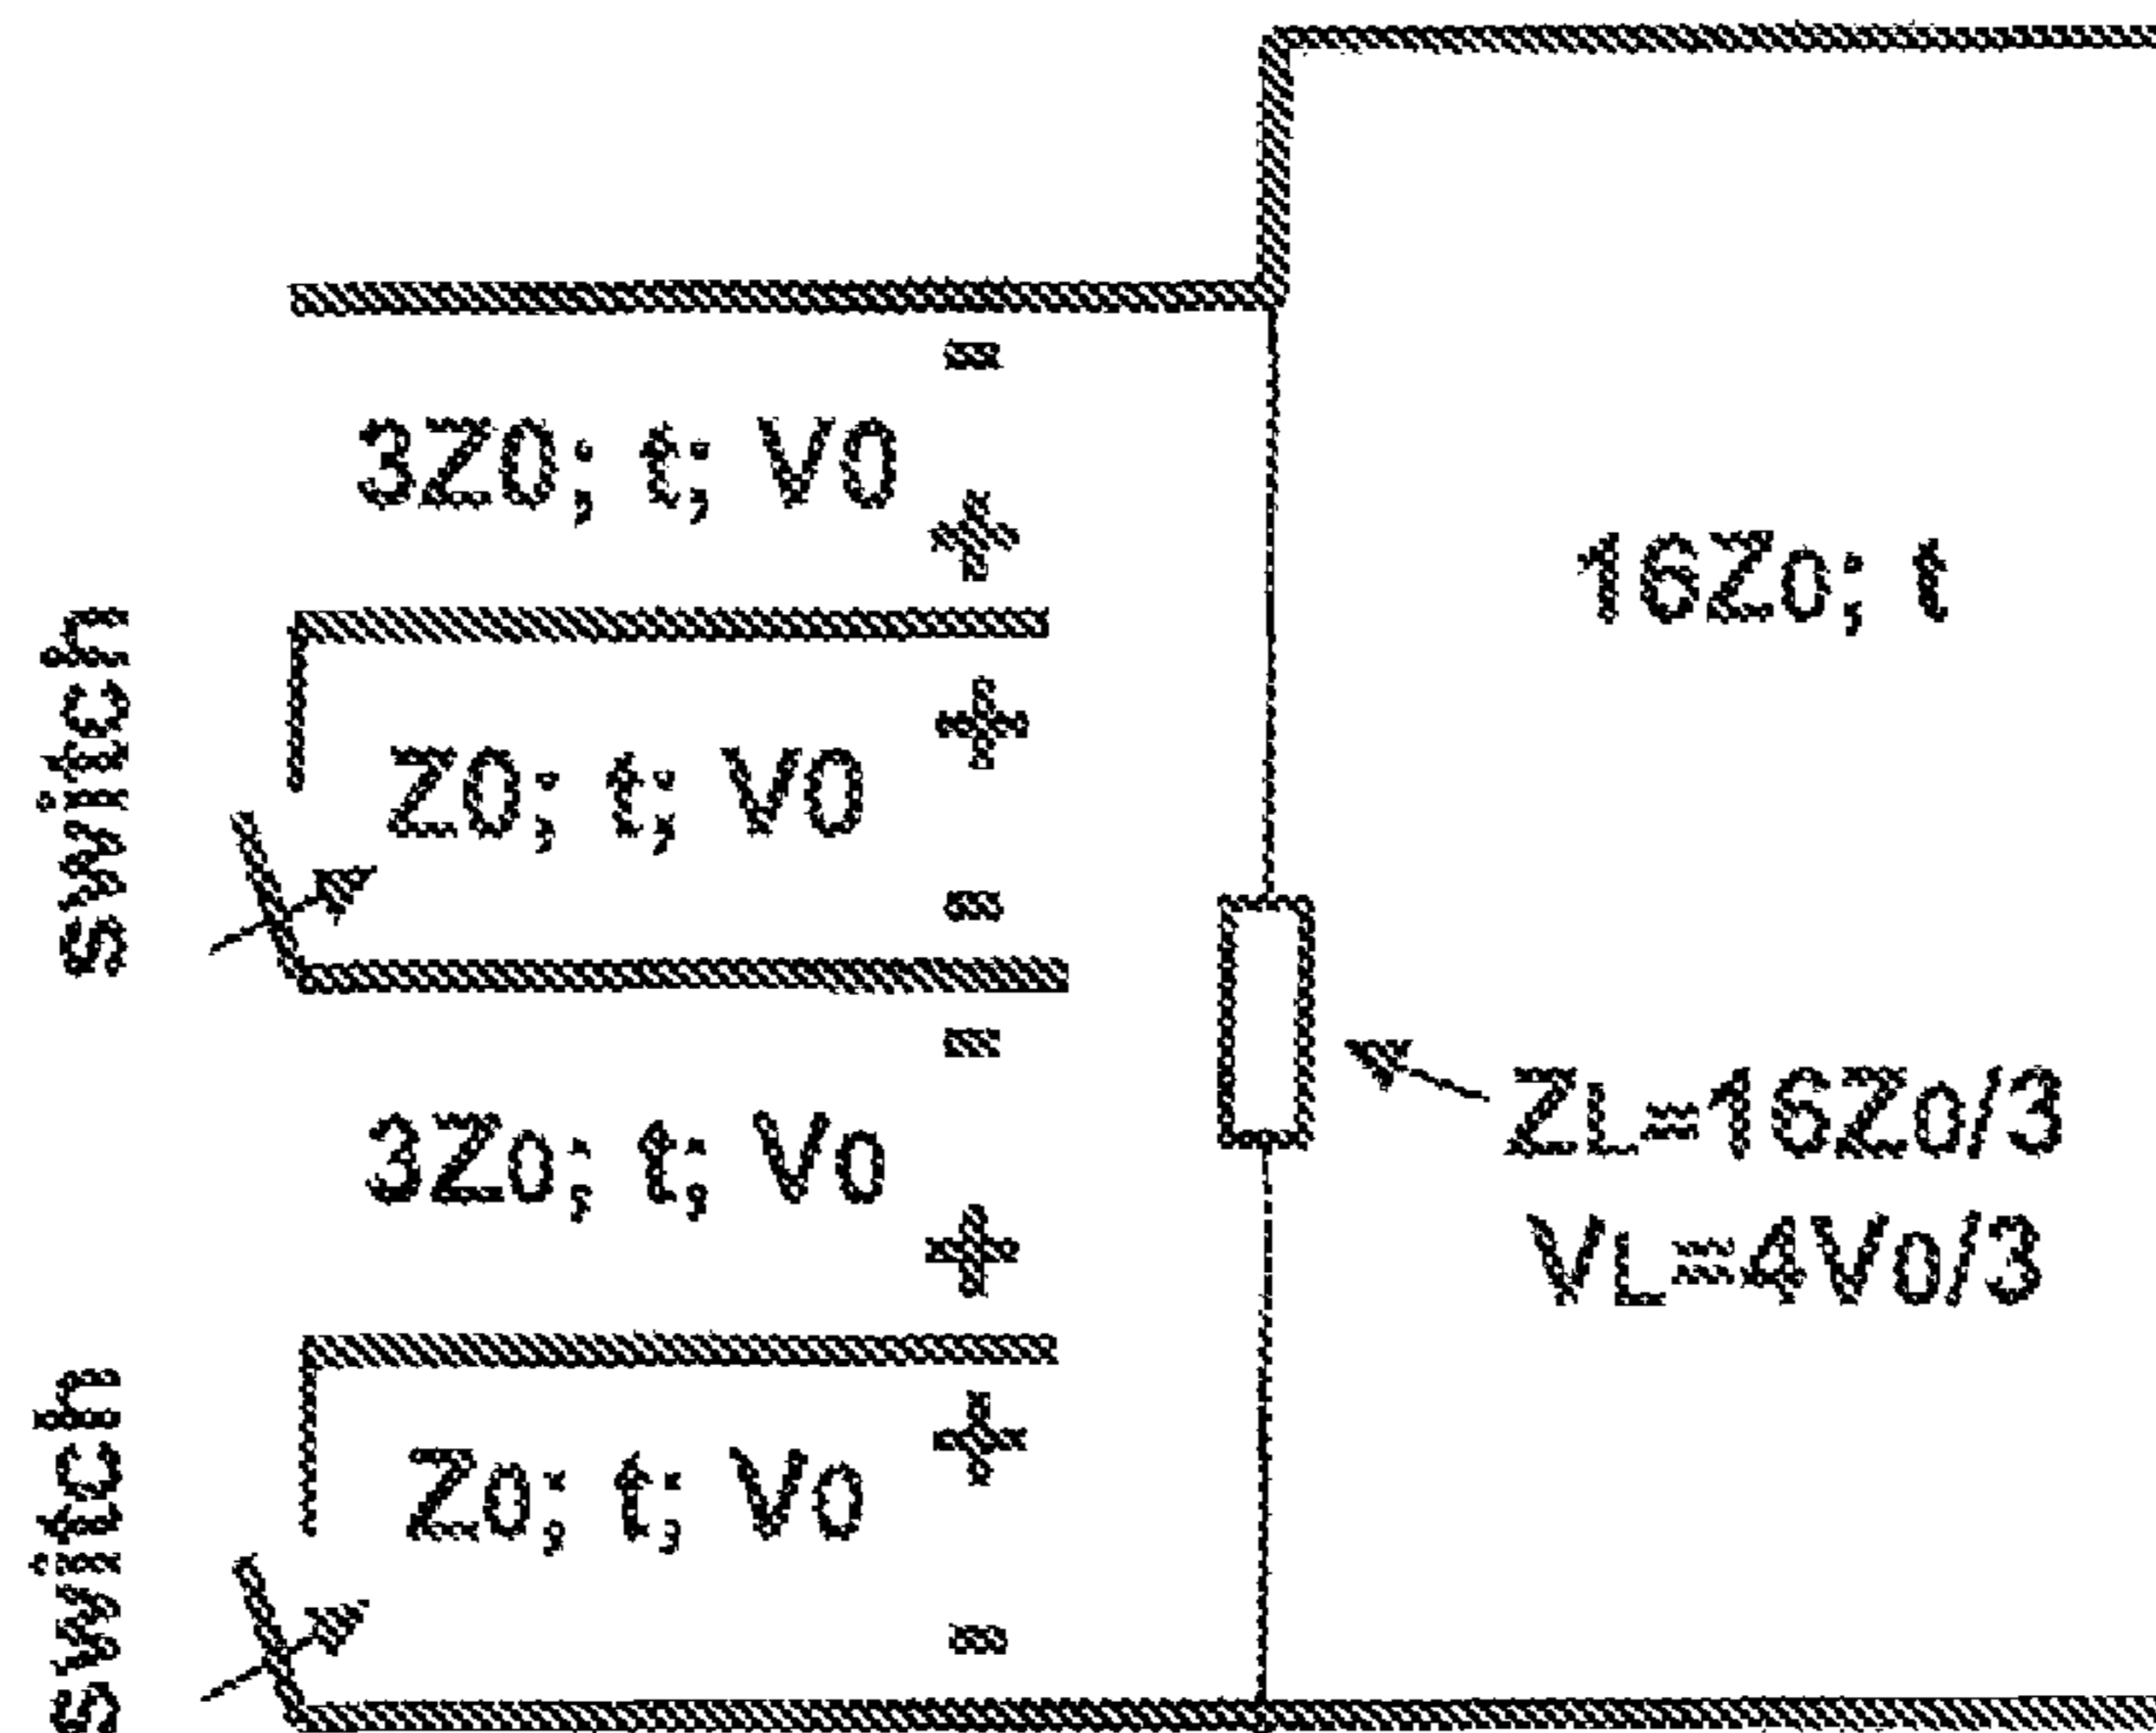 3Z0; t; V0
16Z0; t
switch
Z0; t; V0
3Z0; t; V0
ZL=16Z0/3
VL=4V0/3
switch
Z0; t; V0